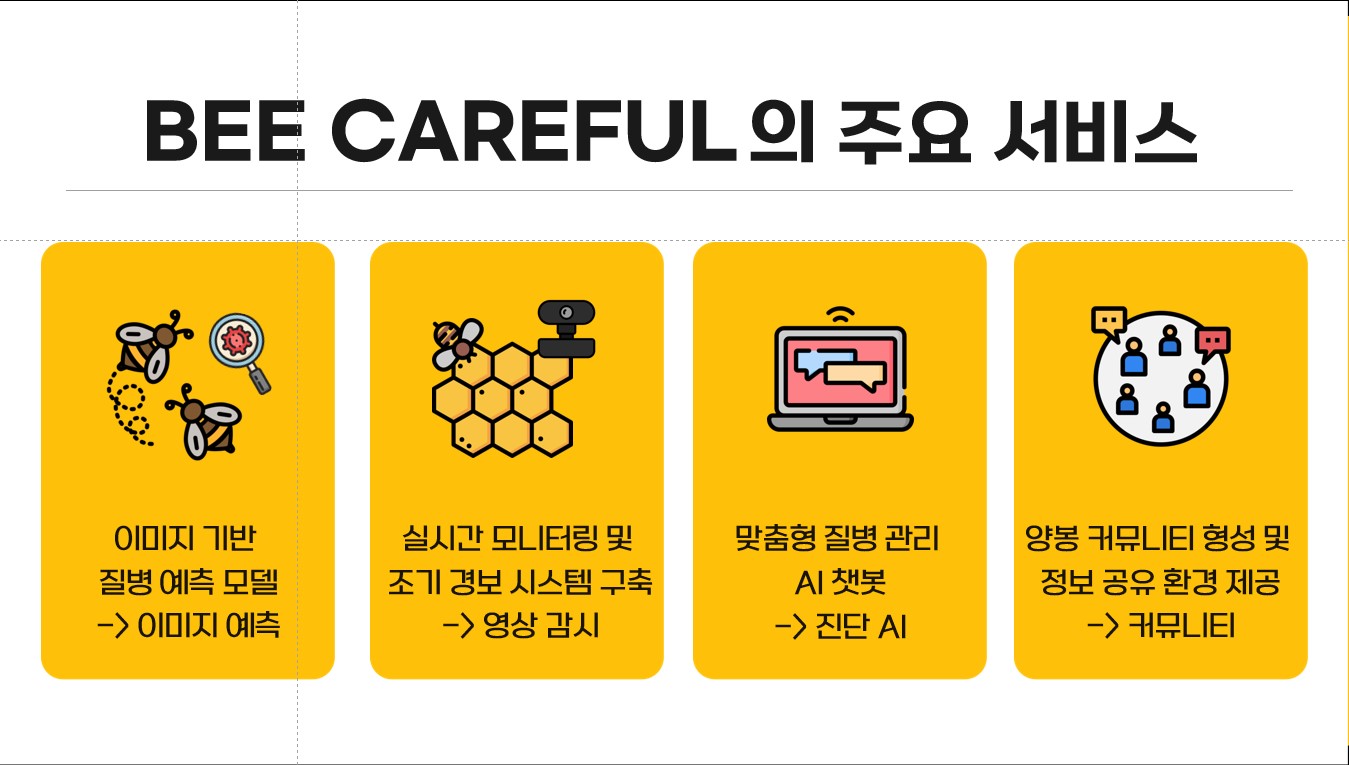 BEE CAREFUL의 주요 서비스
이미지 기반
질병 예측 모델
-> 이미지 예측
실시간 모니터링 및
조기 경보 시스템 구축
-> 영상 감시
맞춤형 질병 관리
AI 챗봇
-> 진단 AI
양봉 커뮤니티 형성 및
정보 공유 환경 제공
-> 커뮤니티